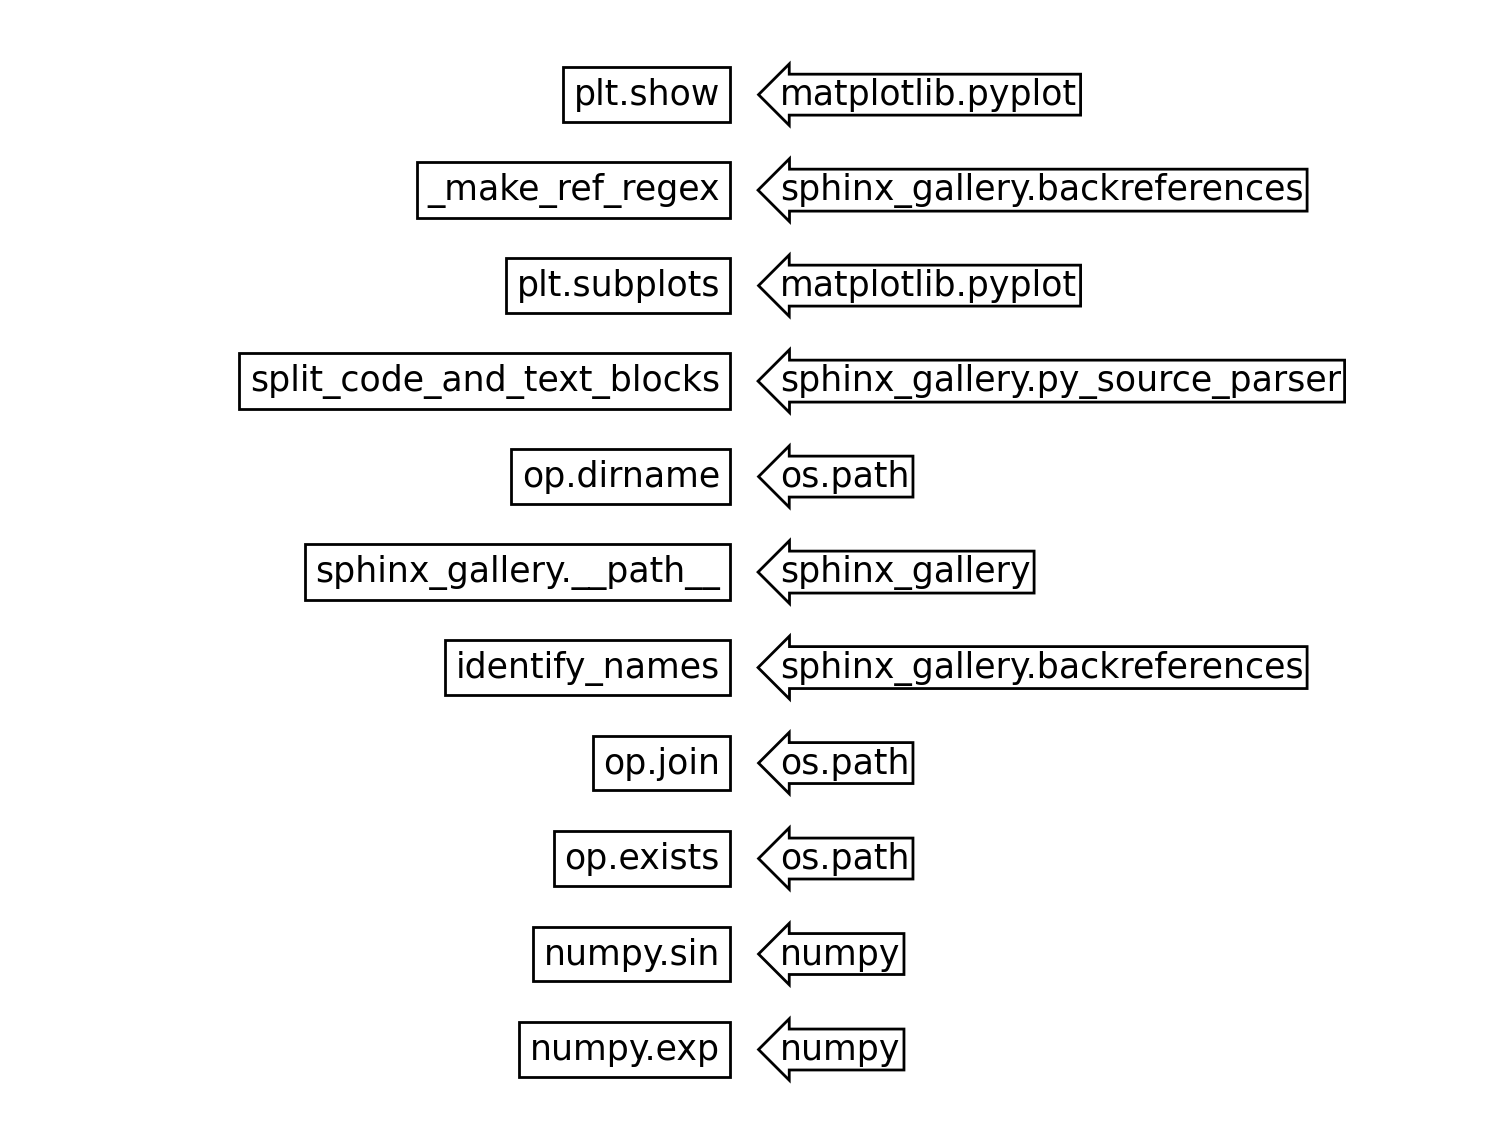 plt.show matplotlib.pyplot
_make_ref_regex sphinx_gallery.backreferences
plt.subplots matplotlib.pyplot
split_code_and_text_blocks sphinx_gallery.py_source_parser
op.dirname os.path
sphinx_gallery.__path__ sphinx_gallery
identify_names sphinx_gallery.backreferences
op.join os.path
op.exists os.path
numpy.sin numpy
numpy.exp numpy